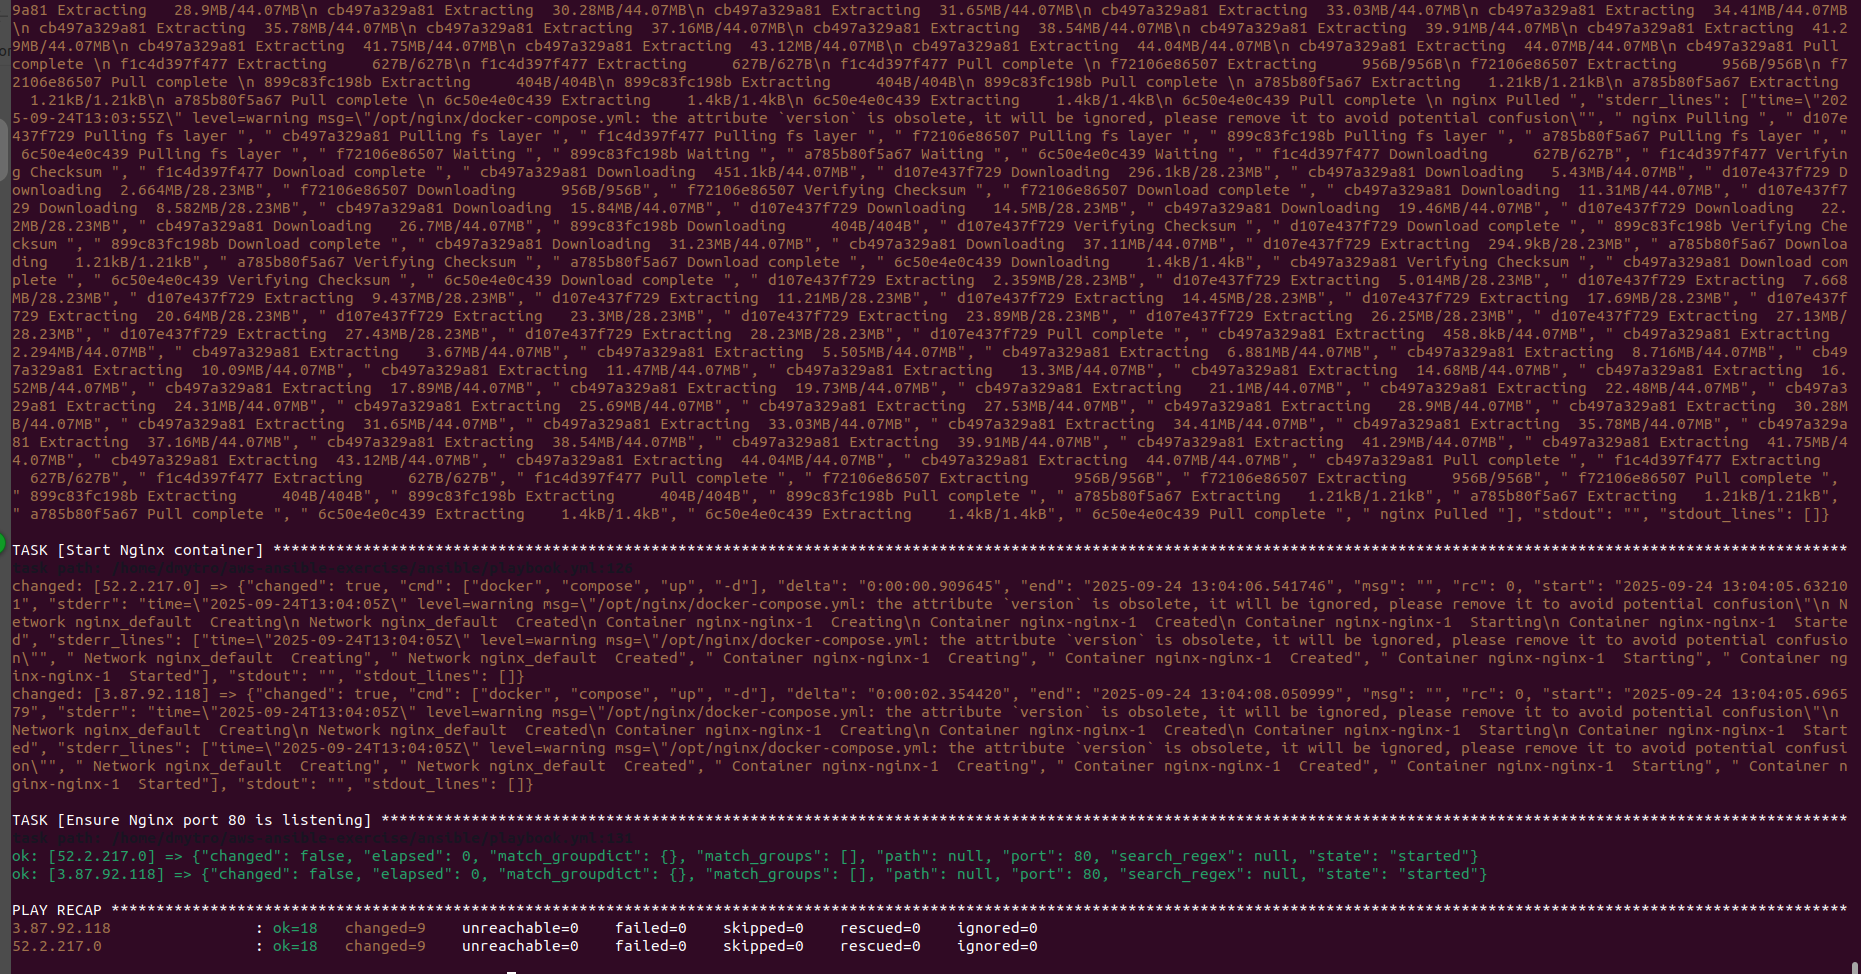 9a81 Extracting   28.9MB/44.07MB\n cb497a329a81 Extracting  30.28MB/44.07MB\n cb497a329a81 Extracting  31.65MB/44.07MB\n cb497a329a81 Extracting  33.03MB/44.07MB\n cb497a329a81 Extracting  34.41MB/44.07MB
\n cb497a329a81 Extracting  35.78MB/44.07MB\n cb497a329a81 Extracting  37.16MB/44.07MB\n cb497a329a81 Extracting  38.54MB/44.07MB\n cb497a329a81 Extracting  39.91MB/44.07MB\n cb497a329a81 Extracting  41.2
9MB/44.07MB\n cb497a329a81 Extracting  41.75MB/44.07MB\n cb497a329a81 Extracting  43.12MB/44.07MB\n cb497a329a81 Extracting  44.04MB/44.07MB\n cb497a329a81 Extracting  44.07MB/44.07MB\n cb497a329a81 Pull
complete \n f1c4d397f477 Extracting     627B/627B\n f1c4d397f477 Extracting     627B/627B\n f1c4d397f477 Pull complete \n f72106e86507 Extracting     956B/956B\n f72106e86507 Extracting     956B/956B\n f7
2106e86507 Pull complete \n 899c83fc198b Extracting     404B/404B\n 899c83fc198b Extracting     404B/404B\n 899c83fc198b Pull complete \n a785b80f5a67 Extracting  1.21kB/1.21kB\n a785b80f5a67 Extracting
  1.21kB/1.21kB\n a785b80f5a67 Pull complete \n 6c50e4e0c439 Extracting     1.4kB/1.4kB\n 6c50e4e0c439 Extracting     1.4kB/1.4kB\n 6c50e4e0c439 Pull complete \n nginx Pulled ", "stderr_lines": ["time=\"202
5-09-24T13:03:55Z\" level=warning msg=\"/opt/nginx/docker-compose.yml: the attribute `version` is obsolete, it will be ignored, please remove it to avoid potential confusion\"", " nginx Pulling ", " d107e
437f729 Pulling fs layer ", " cb497a329a81 Pulling fs layer ", " f1c4d397f477 Pulling fs layer ", " f72106e86507 Pulling fs layer ", " 899c83fc198b Pulling fs layer ", " a785b80f5a67 Pulling fs layer ", "
 6c50e4e0c439 Pulling fs layer ", " f72106e86507 Waiting ", " 899c83fc198b Waiting ", " a785b80f5a67 Waiting ", " 6c50e4e0c439 Waiting ", " f1c4d397f477 Downloading     627B/627B", " f1c4d397f477 Verifyin
g Checksum ", " f1c4d397f477 Download complete ", " cb497a329a81 Downloading  451.1kB/44.07MB", " d107e437f729 Downloading  296.1kB/28.23MB", " cb497a329a81 Downloading   5.43MB/44.07MB", " d107e437f729 D
ownloading  2.664MB/28.23MB", " f72106e86507 Downloading     956B/956B", " f72106e86507 Verifying Checksum ", " f72106e86507 Download complete ", " cb497a329a81 Downloading  11.31MB/44.07MB", " d107e437f7
29 Downloading  8.582MB/28.23MB", " cb497a329a81 Downloading  15.84MB/44.07MB", " d107e437f729 Downloading   14.5MB/28.23MB", " cb497a329a81 Downloading  19.46MB/44.07MB", " d107e437f729 Downloading   22.
2MB/28.23MB", " cb497a329a81 Downloading   26.7MB/44.07MB", " 899c83fc198b Downloading     404B/404B", " d107e437f729 Verifying Checksum ", " d107e437f729 Download complete ", " 899c83fc198b Verifying Che
cksum ", " 899c83fc198b Download complete ", " cb497a329a81 Downloading  31.23MB/44.07MB", " cb497a329a81 Downloading  37.11MB/44.07MB", " d107e437f729 Extracting  294.9kB/28.23MB", " a785b80f5a67 Downloa
ding   1.21kB/1.21kB", " a785b80f5a67 Verifying Checksum ", " a785b80f5a67 Download complete ", " 6c50e4e0c439 Downloading    1.4kB/1.4kB", " cb497a329a81 Verifying Checksum ", " cb497a329a81 Download com
plete ", " 6c50e4e0c439 Verifying Checksum ", " 6c50e4e0c439 Download complete ", " d107e437f729 Extracting  2.359MB/28.23MB", " d107e437f729 Extracting  5.014MB/28.23MB", " d107e437f729 Extracting  7.668
MB/28.23MB", " d107e437f729 Extracting  9.437MB/28.23MB", " d107e437f729 Extracting  11.21MB/28.23MB", " d107e437f729 Extracting  14.45MB/28.23MB", " d107e437f729 Extracting  17.69MB/28.23MB", " d107e437f
729 Extracting  20.64MB/28.23MB", " d107e437f729 Extracting   23.3MB/28.23MB", " d107e437f729 Extracting  23.89MB/28.23MB", " d107e437f729 Extracting  26.25MB/28.23MB", " d107e437f729 Extracting  27.13MB/
28.23MB", " d107e437f729 Extracting  27.43MB/28.23MB", " d107e437f729 Extracting  28.23MB/28.23MB", " d107e437f729 Pull complete ", " cb497a329a81 Extracting  458.8kB/44.07MB", " cb497a329a81 Extracting
2.294MB/44.07MB", " cb497a329a81 Extracting   3.67MB/44.07MB", " cb497a329a81 Extracting  5.505MB/44.07MB", " cb497a329a81 Extracting  6.881MB/44.07MB", " cb497a329a81 Extracting  8.716MB/44.07MB", " cb49
7a329a81 Extracting  10.09MB/44.07MB", " cb497a329a81 Extracting  11.47MB/44.07MB", " cb497a329a81 Extracting   13.3MB/44.07MB", " cb497a329a81 Extracting  14.68MB/44.07MB", " cb497a329a81 Extracting  16.
52MB/44.07MB", " cb497a329a81 Extracting  17.89MB/44.07MB", " cb497a329a81 Extracting  19.73MB/44.07MB", " cb497a329a81 Extracting   21.1MB/44.07MB", " cb497a329a81 Extracting  22.48MB/44.07MB", " cb497a3
29a81 Extracting  24.31MB/44.07MB", " cb497a329a81 Extracting  25.69MB/44.07MB", " cb497a329a81 Extracting  27.53MB/44.07MB", " cb497a329a81 Extracting   28.9MB/44.07MB", " cb497a329a81 Extracting  30.28M
B/44.07MB", " cb497a329a81 Extracting  31.65MB/44.07MB", " cb497a329a81 Extracting  33.03MB/44.07MB", " cb497a329a81 Extracting  34.41MB/44.07MB", " cb497a329a81 Extracting  35.78MB/44.07MB", " cb497a329a
81 Extracting  37.16MB/44.07MB", " cb497a329a81 Extracting  38.54MB/44.07MB", " cb497a329a81 Extracting  39.91MB/44.07MB", " cb497a329a81 Extracting  41.29MB/44.07MB", " cb497a329a81 Extracting  41.75MB/4
4.07MB", " cb497a329a81 Extracting  43.12MB/44.07MB", " cb497a329a81 Extracting  44.04MB/44.07MB", " cb497a329a81 Extracting  44.07MB/44.07MB", " cb497a329a81 Pull complete ", " f1c4d397f477 Extracting
  627B/627B", " f1c4d397f477 Extracting     627B/627B", " f1c4d397f477 Pull complete ", " f72106e86507 Extracting     956B/956B", " f72106e86507 Extracting     956B/956B", " f72106e86507 Pull complete ",
" 899c83fc198b Extracting     404B/404B", " 899c83fc198b Extracting     404B/404B", " 899c83fc198b Pull complete ", " a785b80f5a67 Extracting   1.21kB/1.21kB", " a785b80f5a67 Extracting   1.21kB/1.21kB",
" a785b80f5a67 Pull complete ", " 6c50e4e0c439 Extracting     1.4kB/1.4kB", " 6c50e4e0c439 Extracting    1.4kB/1.4kB", " 6c50e4e0c439 Pull complete ", " nginx Pulled "], "stdout": "", "stdout_lines": []}
TASK [Start Nginx container] *******************************************************************************************************************************************************************************
changed: [52.2.217.0] => {"changed": true, "cmd": ["docker", "compose", "up", "-d"], "delta": "0:00:00.909645", "end": "2025-09-24 13:04:06.541746", "msg": "", "rc": 0, "start": "2025-09-24 13:04:05.63210
1", "stderr": "time=\"2025-09-24T13:04:05Z\" level=warning msg=\"/opt/nginx/docker-compose.yml: the attribute `version` is obsolete, it will be ignored, please remove it to avoid potential confusion\"\n N
etwork nginx_default  Creating\n Network nginx_default  Created\n Container nginx-nginx-1  Creating\n Container nginx-nginx-1  Created\n Container nginx-nginx-1  Starting\n Container nginx-nginx-1  Starte
d", "stderr_lines": ["time=\"2025-09-24T13:04:05Z\" level=warning msg=\"/opt/nginx/docker-compose.yml: the attribute `version` is obsolete, it will be ignored, please remove it to avoid potential confusio
n\"", " Network nginx_default  Creating", " Network nginx_default  Created", " Container nginx-nginx-1  Creating", " Container nginx-nginx-1  Created", " Container nginx-nginx-1  Starting", " Container ng
inx-nginx-1  Started"], "stdout": "", "stdout_lines": []}
changed: [3.87.92.118] => {"changed": true, "cmd": ["docker", "compose", "up", "-d"], "delta": "0:00:02.354420", "end": "2025-09-24 13:04:08.050999", "msg": "", "rc": 0, "start": "2025-09-24 13:04:05.6965
79", "stderr": "time=\"2025-09-24T13:04:05Z\" level=warning msg=\"/opt/nginx/docker-compose.yml: the attribute `version` is obsolete, it will be ignored, please remove it to avoid potential confusion\"\n
Network nginx_default  Creating\n Network nginx_default  Created\n Container nginx-nginx-1  Creating\n Container nginx-nginx-1  Created\n Container nginx-nginx-1  Starting\n Container nginx-nginx-1  Start
ed", "stderr_lines": ["time=\"2025-09-24T13:04:05Z\" level=warning msg=\"/opt/nginx/docker-compose.yml: the attribute `version` is obsolete, it will be ignored, please remove it to avoid potential confusi
on\"", " Network nginx_default  Creating", " Network nginx_default  Created", " Container nginx-nginx-1  Creating", " Container nginx-nginx-1  Created", " Container nginx-nginx-1  Starting", " Container n
ginx-nginx-1  Started"], "stdout": "", "stdout_lines": []}
TASK [Ensure Nginx port 80 is listening] *******************************************************************************************************************************************************************
ok: [52.2.217.0] => {"changed": false, "elapsed": 0, "match_groupdict": {}, "match_groups": [], "path": null, "port": 80, "search_regex": null, "state": "started"}
ok: [3.87.92.118] => {"changed": false, "elapsed": 0, "match_groupdict": {}, "match_groups": [], "path": null, "port": 80, "search_regex": null, "state": "started"}
PLAY RECAP *************************************************************************************************************************************************************************************************
3.87.92.118                : ok=18   changed=9    unreachable=0    failed=0    skipped=0    rescued=0    ignored=0
52.2.217.0                 : ok=18   changed=9    unreachable=0    failed=0    skipped=0    rescued=0    ignored=0